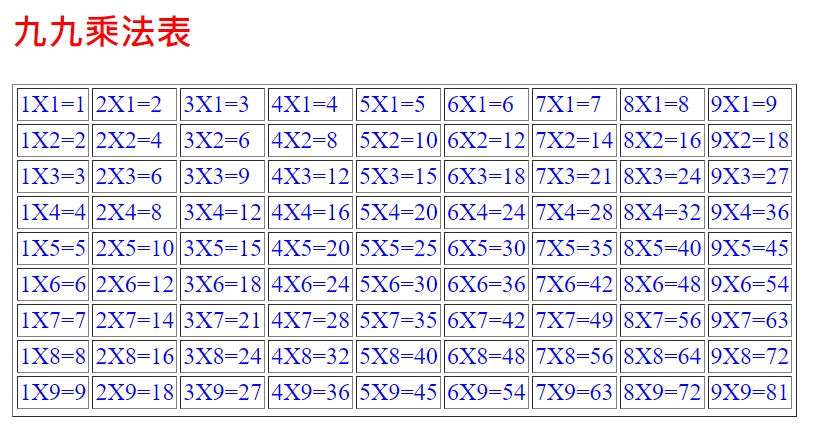 九九乘法表
1X1=1 2X1=2 3X1=3 4X1=4 5X1=5 6X1=6 7X1=7 8X1=8 9X1=9
1X2=2 2X2=4 3X2=6 4X2=8 5X2=10 6X2=12 7X2=14 8X2=16 9X2=18
1X3=3 2X3=6 3X3=9 4X3=12 5X3=15 6X3=18 7X3=21 8X3=24 9X3=27
1X4=4 2X4=8 3X4=12 4X4=16 5X4=20 6X4=24 7X4=28 8X4=32 9X4=36
1X5=5 2X5=10 3X5=15 4X5=20 5X5=25 6X5=30 7X5=35 8X5=40 9X5=45
1X6=6 2X6=12 3X6=18 4X6=24 5X6=30 6X6=36 7X6=42 8X6=48 9X6=54
1X7=7 2X7=14 3X7=21 4X7=28 5X7=35 6X7=42 7X7=49 8X7=56 9X7=63
1X8=8 2X8=16 3X8=24 4X8=32 5X8=40 6X8=48 7X8=56 8X8=64 9X8=72
1X9=9 2X9=18 3X9=27 4X9=36 5X9=45 6X9=54 7X9=63 8X9=72 9X9=81